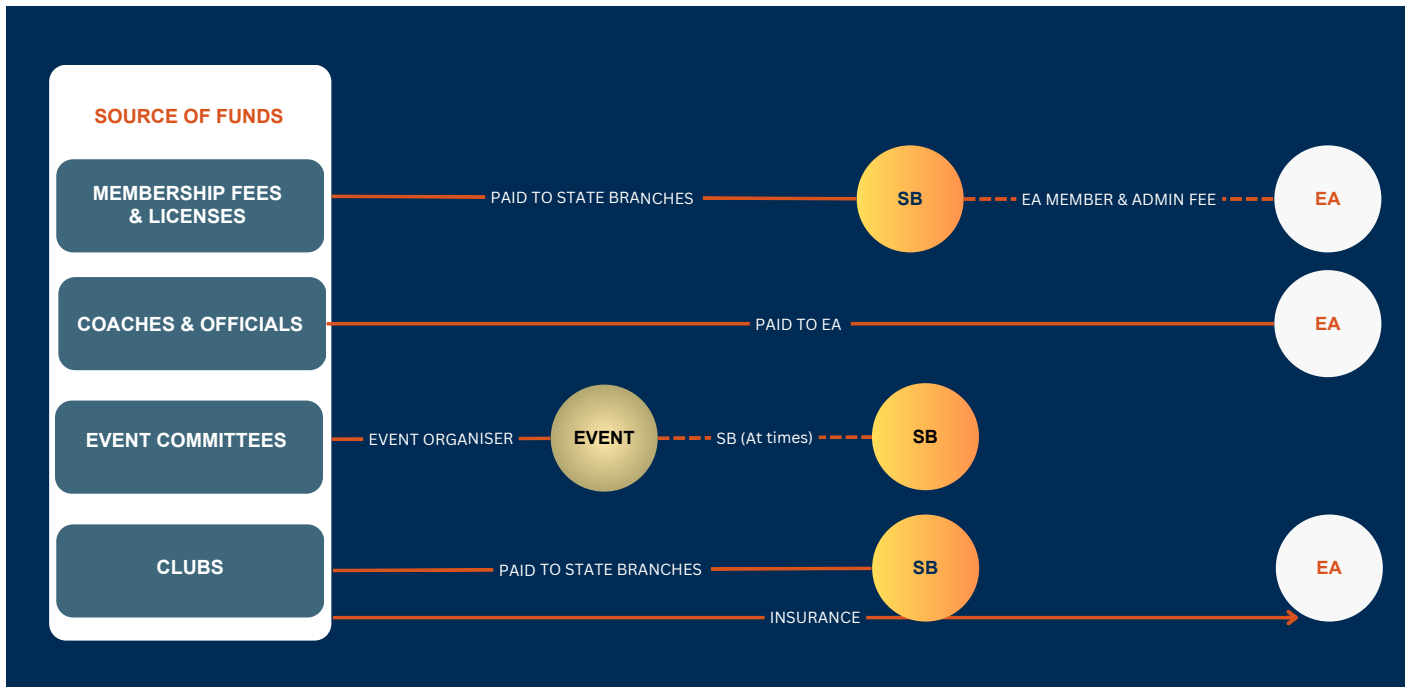 SOURCE OF FUNDS
MEMBERSHIP FEES
& LICENSES
PAID TO STATE BRANCHES
SB
EA MEMBER & ADMIN FEE
EA
COACHES & OFFICIALS
PAID TO EA
EA
EVENT COMMITTEES
EVENT ORGANISER
EVENT
SB (At times)
SB
CLUBS
PAID TO STATE BRANCHES
SB
EA
INSURANCE